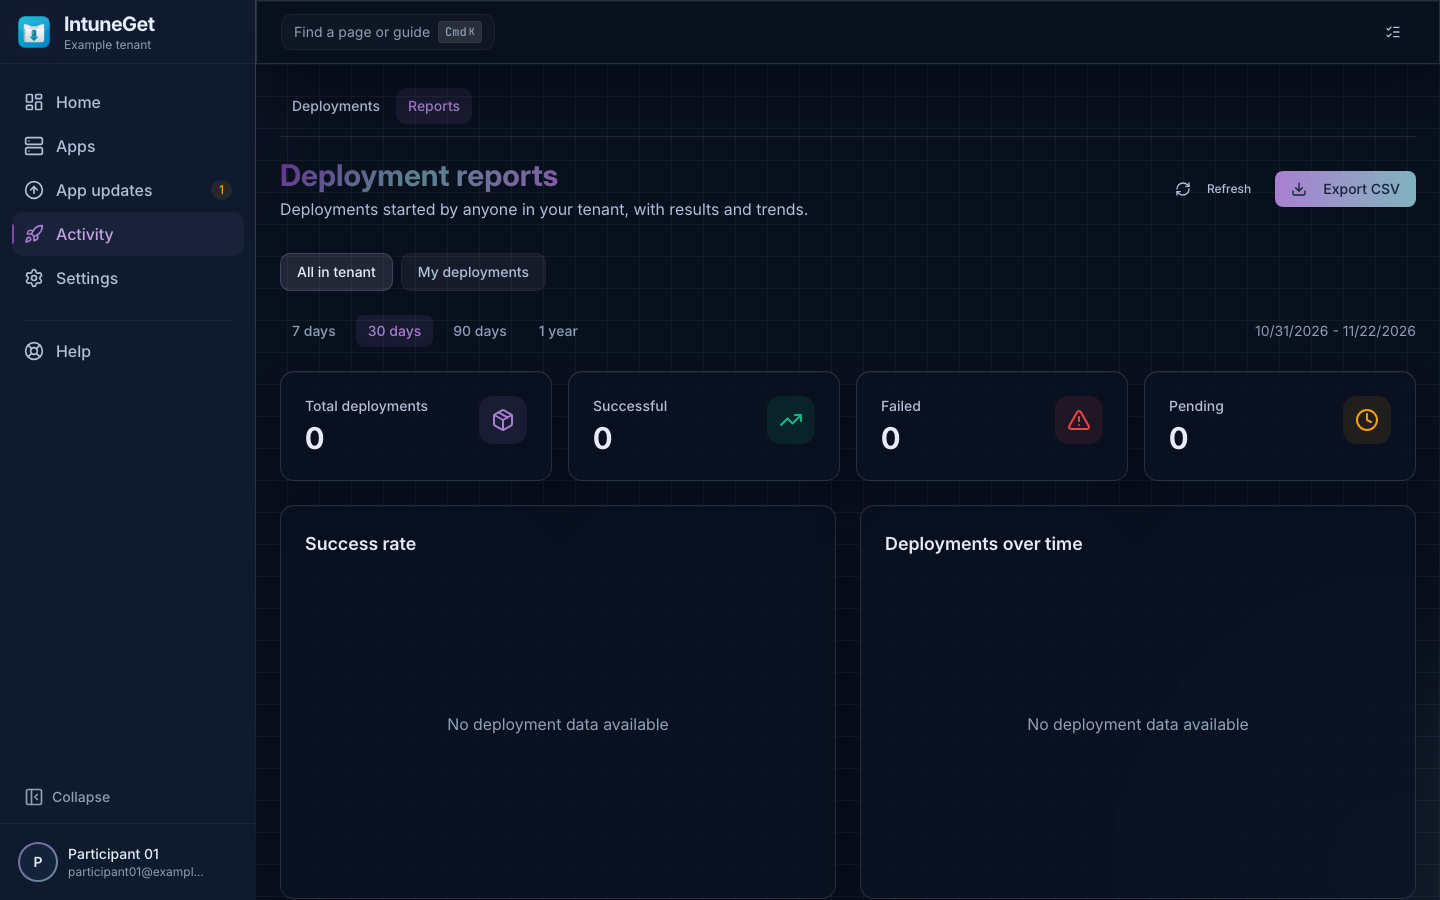 IntuneGet
Example tenant
Find a page or guide Cmd K
Home
Apps
App updates 1
Activity
Settings
Help
Collapse
P
Participant 01
participant01@exampl...
Deployments Reports
Deployment reports
Deployments started by anyone in your tenant, with results and trends.
Refresh
Export CSV
All in tenant My deployments
7 days 30 days 90 days 1 year
10/31/2026 - 11/22/2026
Total deployments
0
Successful
0
Failed
0
Pending
0
Success rate
No deployment data available
Deployments over time
No deployment data available